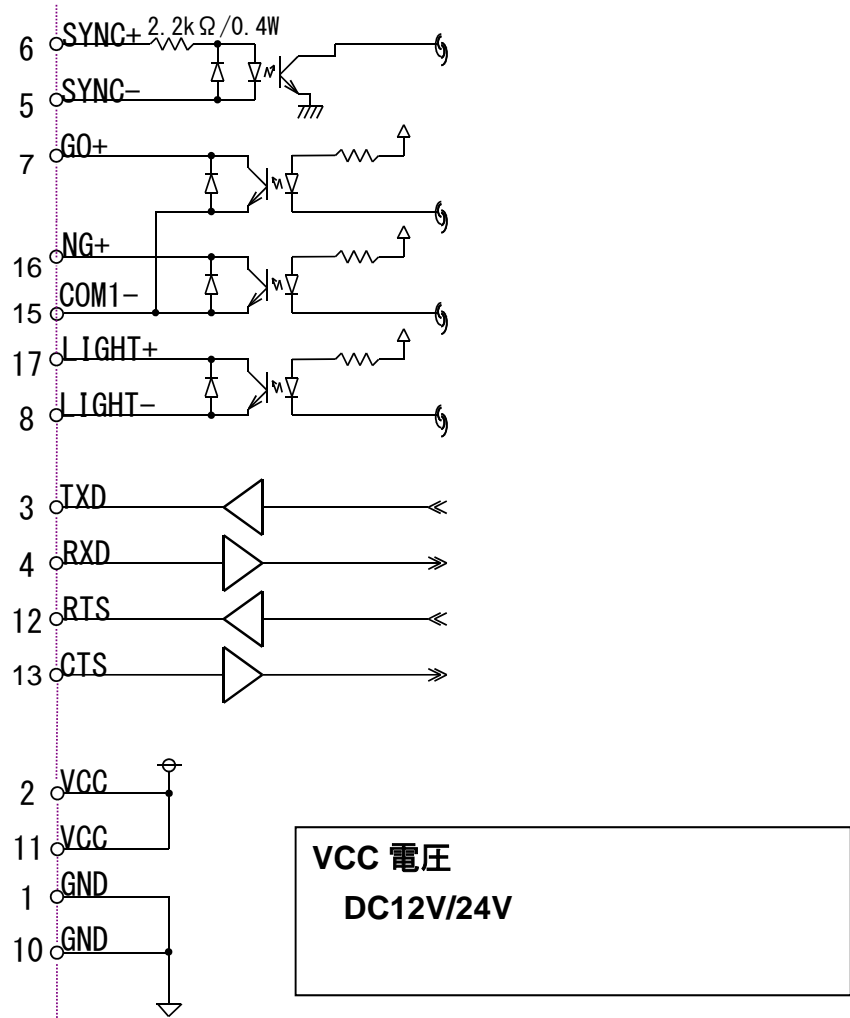 6 SYNC+ 2.2kΩ/0.4W
5 SYNC-
7 GO+
16 NG+
15 COM1-
17 LIGHT+
8 LIGHT-
3 TXD
4 RXD
12 RTS
13 CTS
2 VCC
11 VCC
1 GND
10 GND
VCC 電圧
DC12V/24V